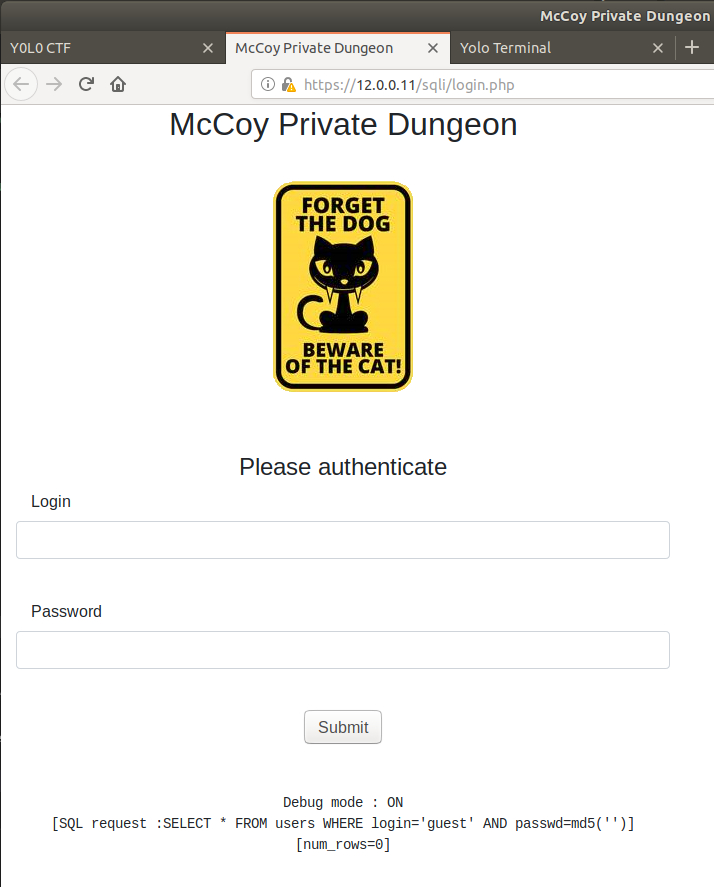 McCoy Private Dungeon
Y0L0 CTF
McCoy Private Dungeon
Yolo Terminal
https://12.0.0.11/sqli/login.php
McCoy Private Dungeon
FORGET
THE DOG
BEWARE
OF THE CAT!
Please authenticate
Login
Password
Submit
Debug mode : ON
[SQL request :SELECT * FROM users WHERE login='guest' AND passwd=md5('')]
[num_rows=0]